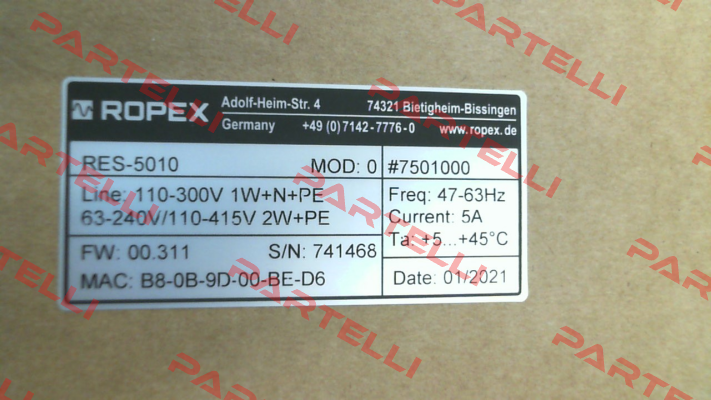 ROPEX Adolf-Heim-Str. 4 74321 Bietigheim-Bissingen
Germany +49 (0)7142-7776-0 www.ropex.de
RES-5010 MOD: 0 #7501000
Line: 110-300V 1W+N+PE
63-240V/110-415V 2W+PE
Freq: 47-63Hz
Current: 5A
Ta: +5...+45°C
FW: 00.311 S/N: 741468
MAC: B8-0B-9D-00-BE-D6
Date: 01/2021
PARTELLI
PARTELLI
PARTELLI
PARTELLI
PARTELLI
PARTELLI